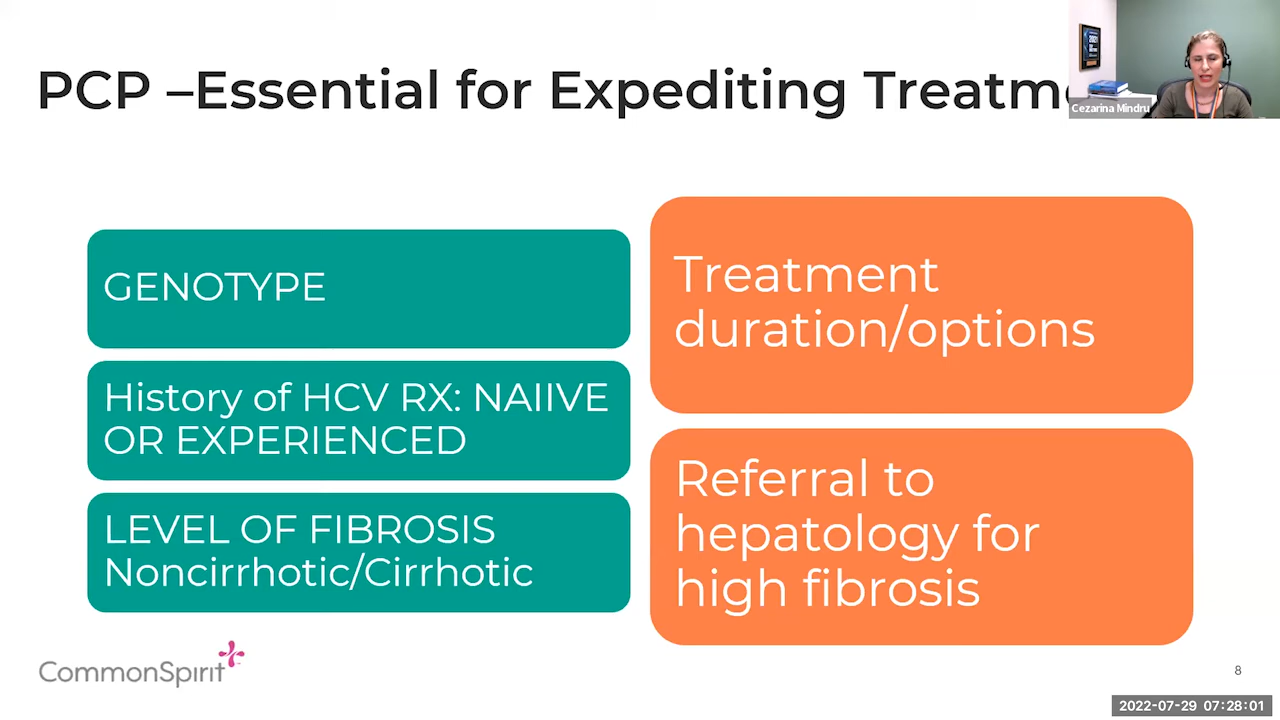 PCP –Essential for Expediting
Cezarina Mindru
GENOTYPE
History of HCV RX: NAIIVE
OR EXPERIENCED
LEVEL OF FIBROSIS
Noncirrhotic/Cirrhotic
Treatment
duration/options
Referral to
hepatology for
high fibrosis
CommonSpirit
8
2022-07-29 07:28:01